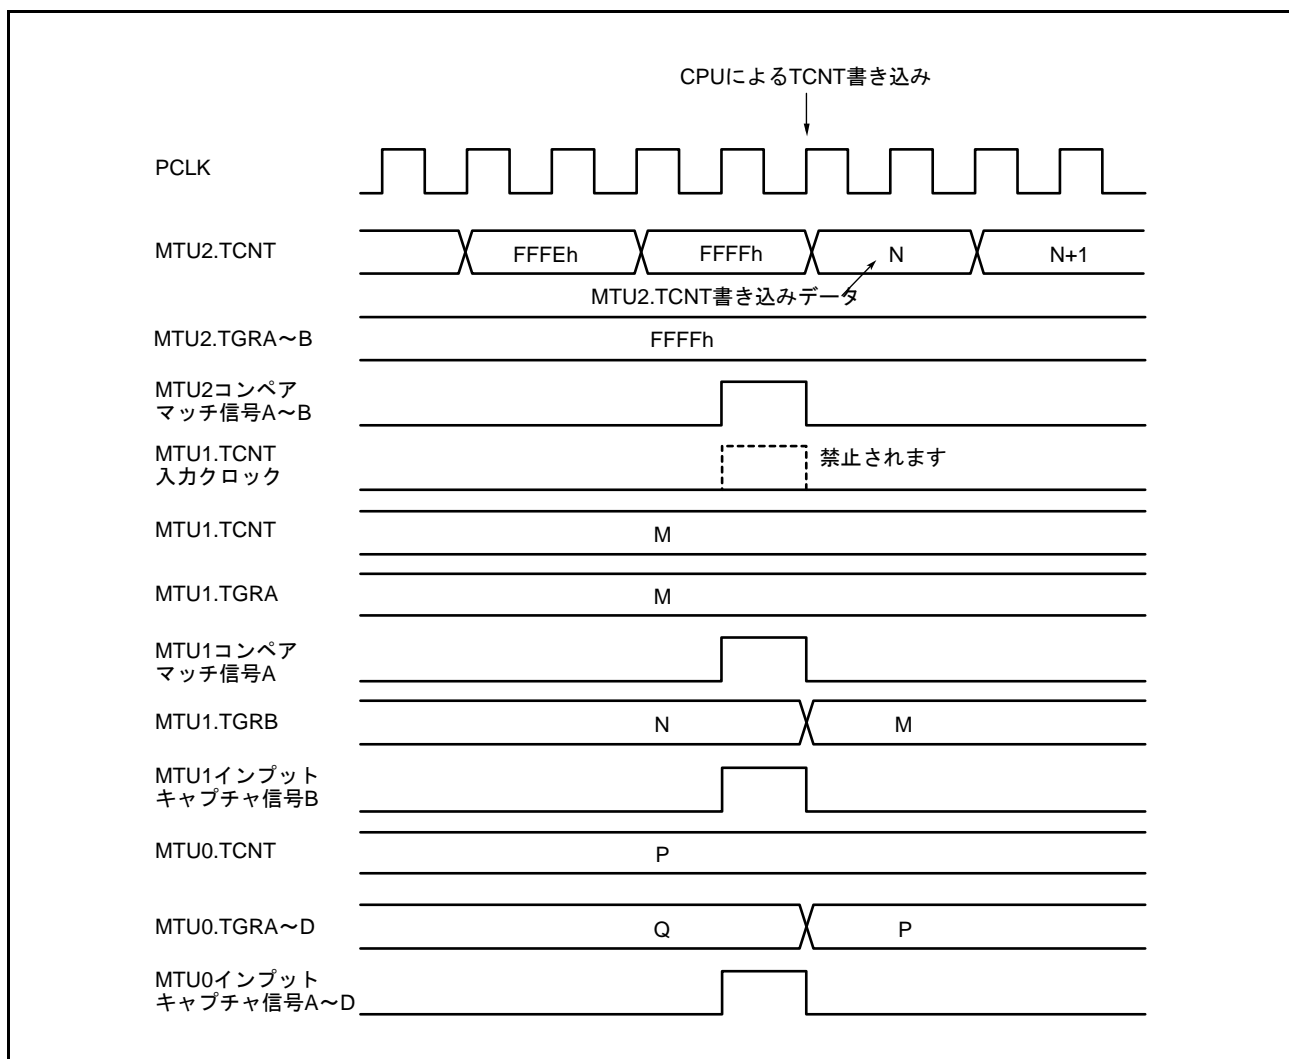 CPUによるTCNT書き込み
PCLK
MTU2.TCNT
FFFEh
FFFFh
N
N+1
MTU2.TCNT書き込みデータ
MTU2.TGRA～B
FFFFh
MTU2コンペア
マッチ信号A～B
MTU1.TCNT
入力クロック
禁止されます
MTU1.TCNT
M
MTU1.TGRA
M
MTU1コンペア
マッチ信号A
MTU1.TGRB
N
M
MTU1インプット
キャプチャ信号B
MTU0.TCNT
P
MTU0.TGRA～D
Q
P
MTU0インプット
キャプチャ信号A～D